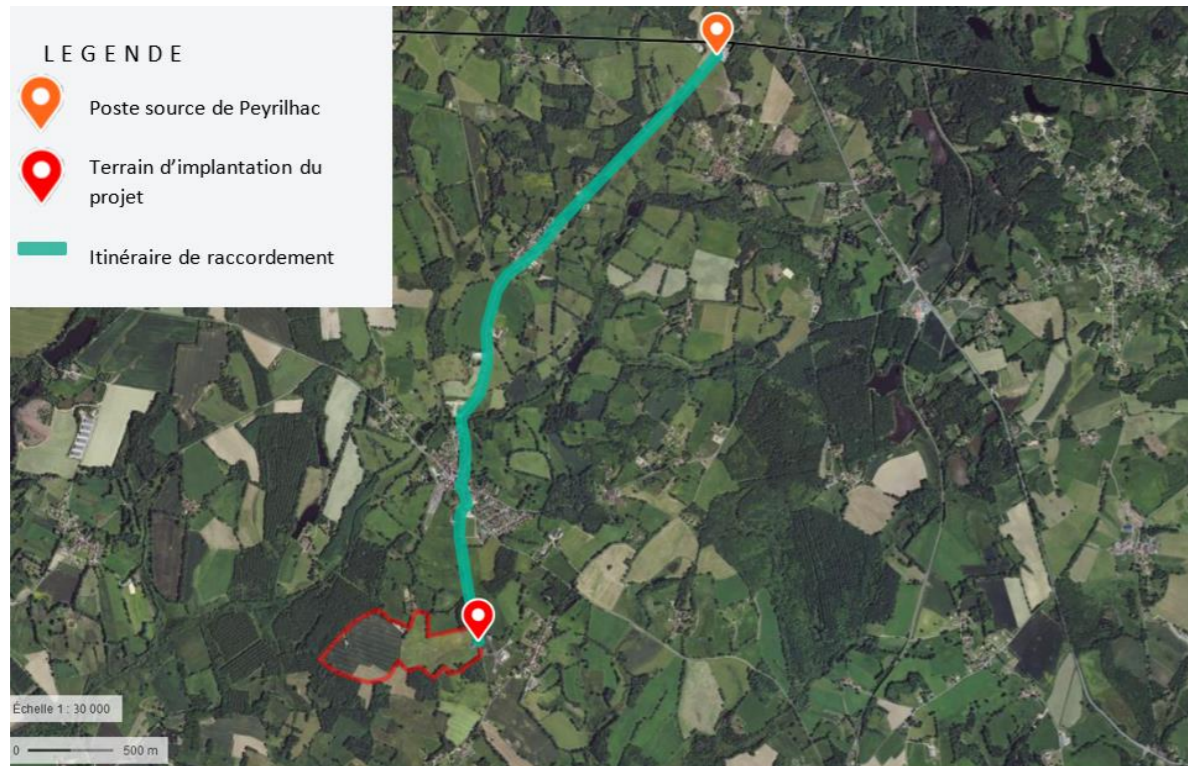 LEGENDE
Poste source de Peyrilhac
Terrain d'implantation du
projet
Itinéraire de raccordement
Échelle 1 : 30 000
0 500 m